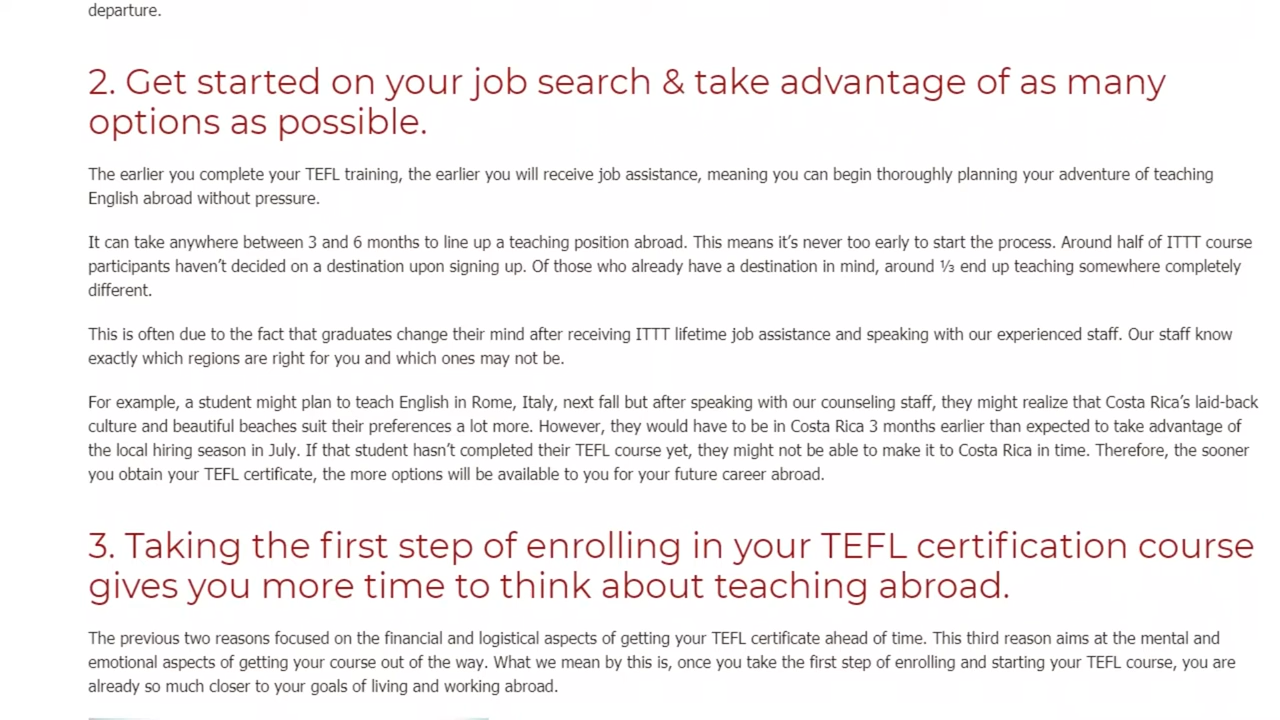 departure.
2. Get started on your job search & take advantage of as many
options as possible.
The earlier you complete your TEFL training, the earlier you will receive job assistance, meaning you can begin thoroughly planning your adventure of teaching
English abroad without pressure.
It can take anywhere between 3 and 6 months to line up a teaching position abroad. This means it’s never too early to start the process. Around half of ITTT course
participants haven’t decided on a destination upon signing up. Of those who already have a destination in mind, around ⅓ end up teaching somewhere completely
different.
This is often due to the fact that graduates change their mind after receiving ITTT lifetime job assistance and speaking with our experienced staff. Our staff know
exactly which regions are right for you and which ones may not be.
For example, a student might plan to teach English in Rome, Italy, next fall but after speaking with our counseling staff, they might realize that Costa Rica’s laid-back
culture and beautiful beaches suit their preferences a lot more. However, they would have to be in Costa Rica 3 months earlier than expected to take advantage of
the local hiring season in July. If that student hasn’t completed their TEFL course yet, they might not be able to make it to Costa Rica in time. Therefore, the sooner
you obtain your TEFL certificate, the more options will be available to you for your future career abroad.
3. Taking the first step of enrolling in your TEFL certification course
gives you more time to think about teaching abroad.
The previous two reasons focused on the financial and logistical aspects of getting your TEFL certificate ahead of time. This third reason aims at the mental and
emotional aspects of getting your course out of the way. What we mean by this is, once you take the first step of enrolling and starting your TEFL course, you are
already so much closer to your goals of living and working abroad.